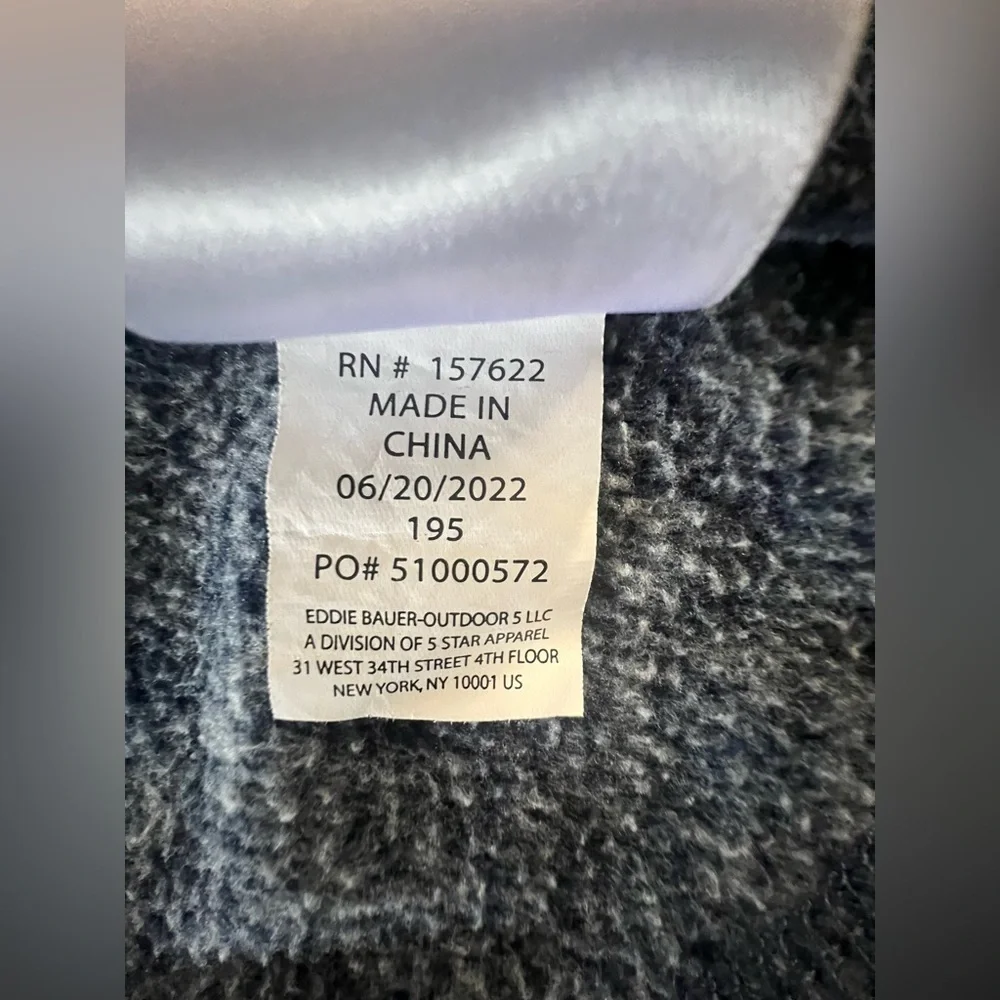 RN # 157622
MADE IN
CHINA
06/20/2022
195
PO# 51000572
EDDIE BAUER-OUTDOOR 5 LLC
A DIVISION OF 5 STAR APPAREL
31 WEST 34TH STREET 4TH FLOOR
NEW YORK, NY 10001 US